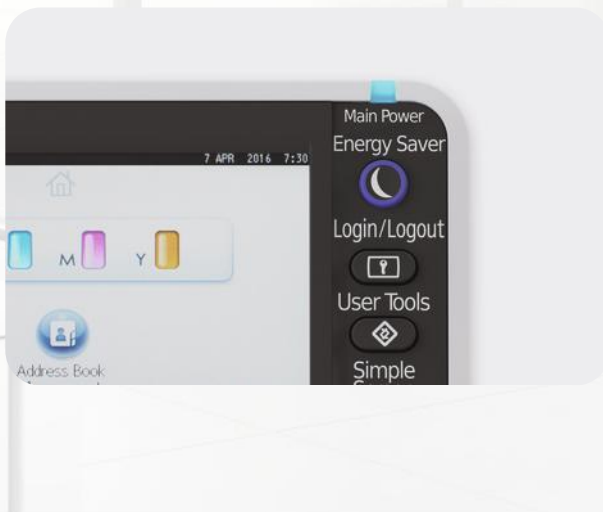 Main Power
Energy Saver
7 APR 2016 7:30
M Y
Login/Logout
User Tools
Address Book
Simple